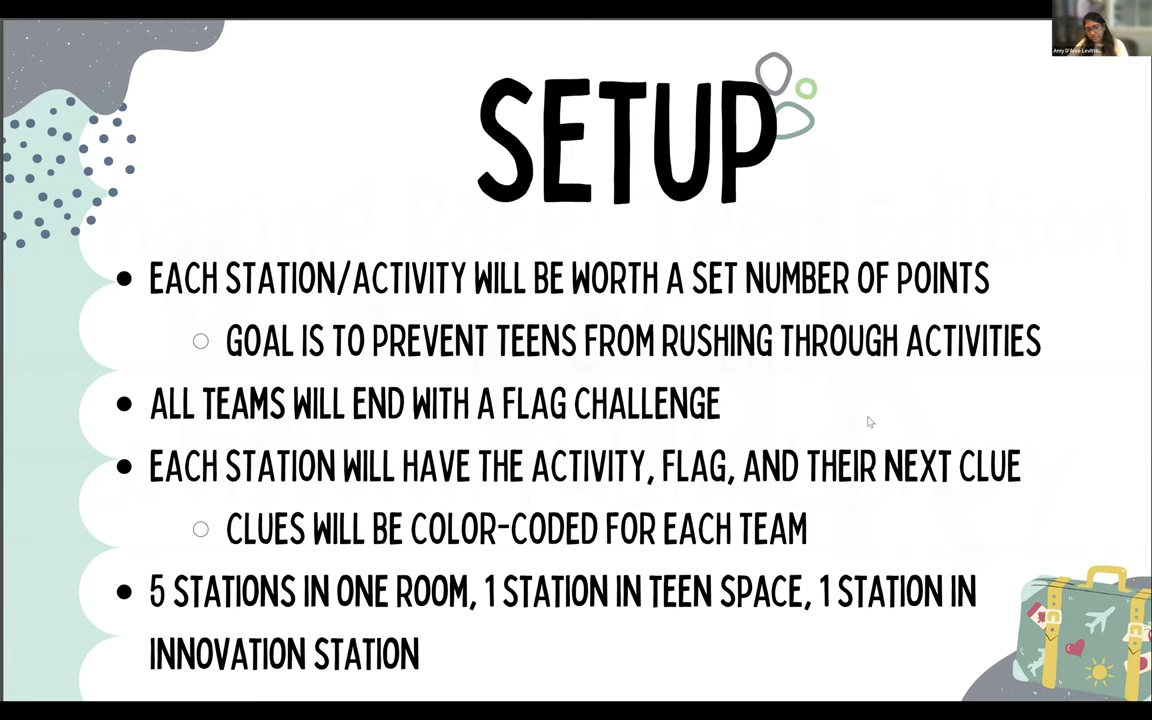 Amy D'Arco Levitt...
SETUP
EACH STATION/ACTIVITY WILL BE WORTH A SET NUMBER OF POINTS
GOAL IS TO PREVENT TEENS FROM RUSHING THROUGH ACTIVITIES
ALL TEAMS WILL END WITH A FLAG CHALLENGE
EACH STATION WILL HAVE THE ACTIVITY, FLAG, AND THEIR NEXT CLUE
CLUES WILL BE COLOR-CODED FOR EACH TEAM
5 STATIONS IN ONE ROOM, 1 STATION IN TEEN SPACE, 1 STATION IN
INNOVATION STATION